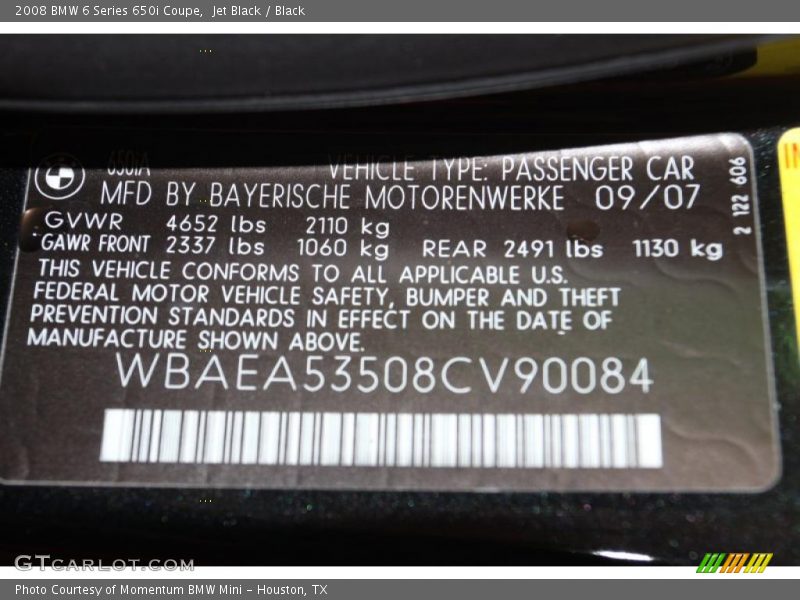 2008 BMW 6 Series 650i Coupe, Jet Black / Black
650iA VEHICLE TYPE: PASSENGER CAR
MFD BY BAYERISCHE MOTORENWERKE 09/07
GVWR 4652 lbs 2110 kg
GAWR FRONT 2337 lbs 1060 kg REAR 2491 lbs 1130 kg
THIS VEHICLE CONFORMS TO ALL APPLICABLE U.S.
FEDERAL MOTOR VEHICLE SAFETY, BUMPER AND THEFT
PREVENTION STANDARDS IN EFFECT ON THE DATE OF
MANUFACTURE SHOWN ABOVE.
WBAEA53508CV90084
2 122 606
GTCARLOT.COM
Photo Courtesy of Momentum BMW Mini - Houston, TX